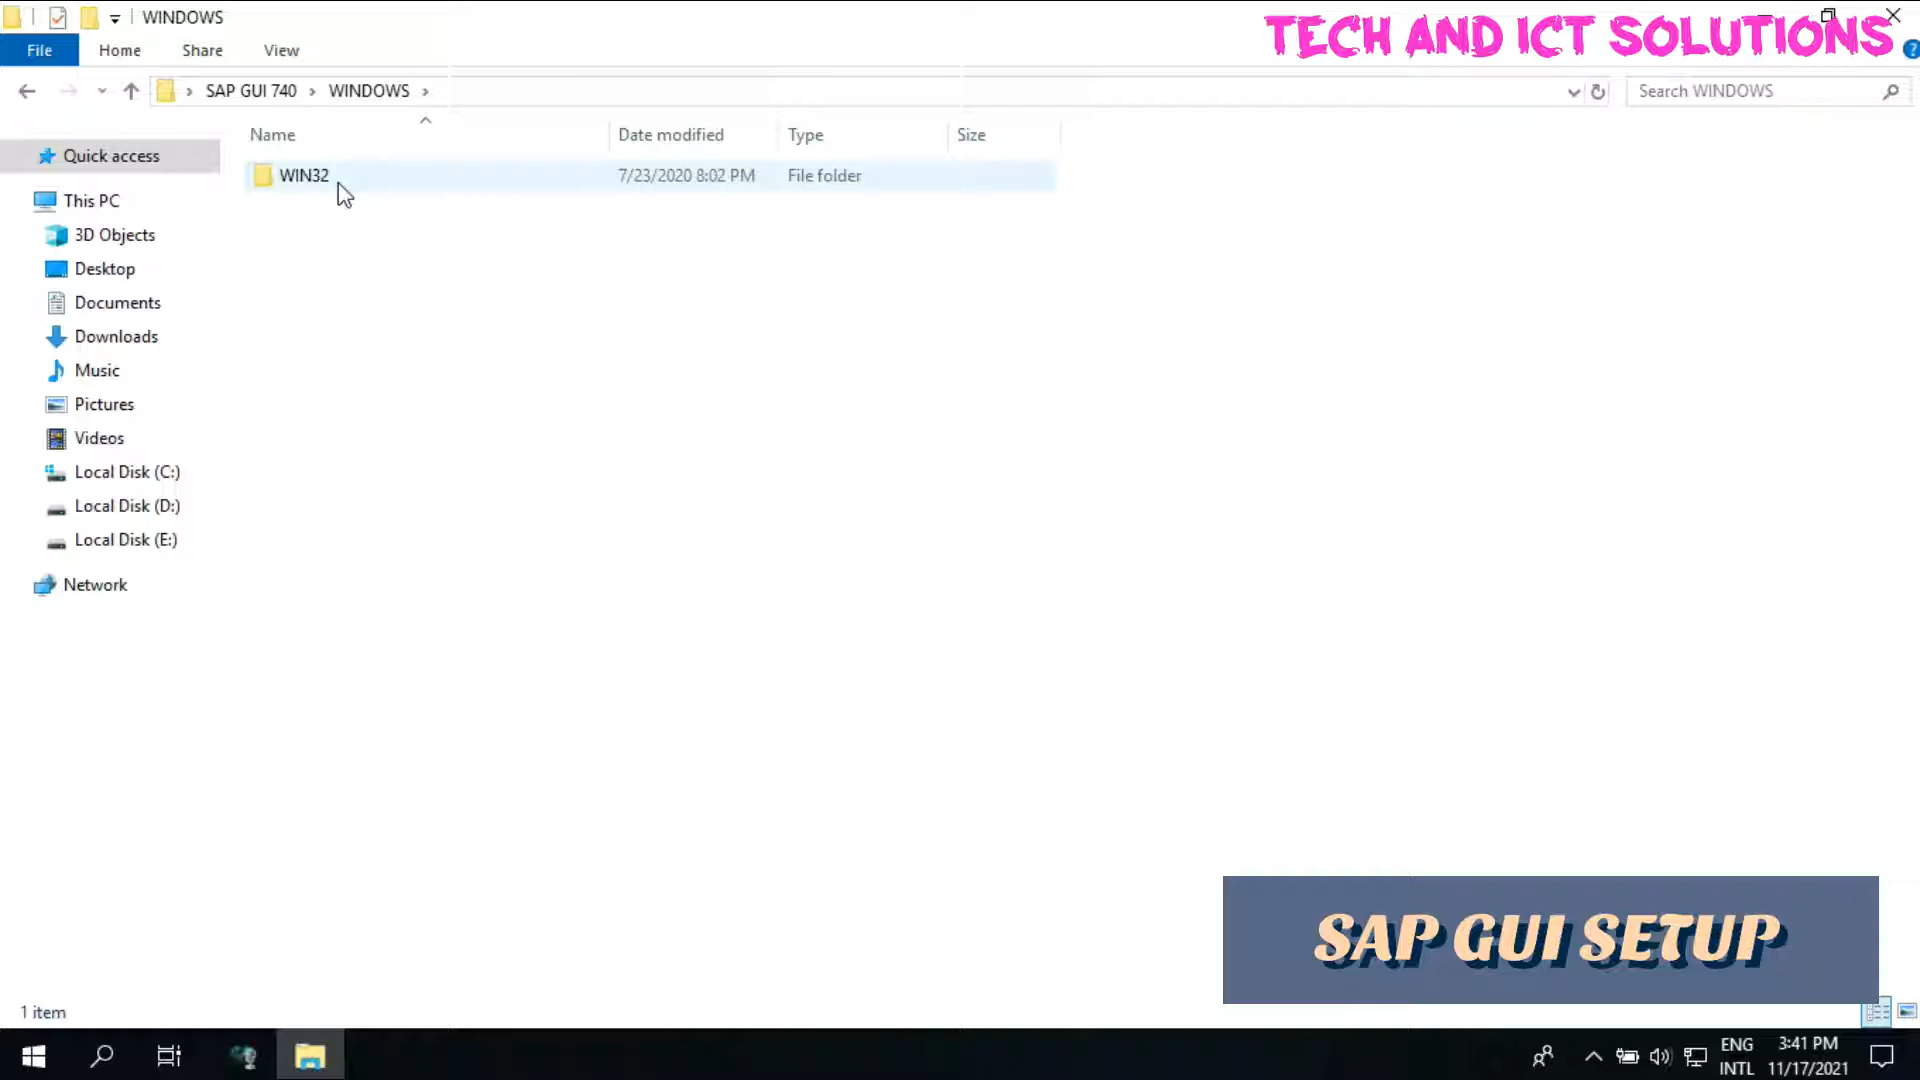 WINDOWS
TECH AND ICT SOLUTIONS
File Home Share View
SAP GUI 740 WINDOWS
Search WINDOWS
Name Date modified Type Size
Quick access
WIN32 7/23/2020 8:02 PM File folder
This PC
3D Objects
Desktop
Documents
Downloads
Music
Pictures
Videos
Local Disk (C:)
Local Disk (D:)
Local Disk (E:)
Network
SAP GUI SETUP
1 item
ENG 3:41 PM
INTL 11/17/2021